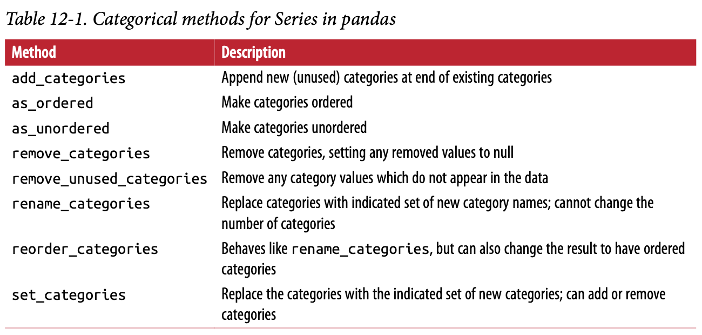 Table 12-1. Categorical methods for Series in pandas
Method Description
add_categories Append new (unused) categories at end of existing categories
as_ordered Make categories ordered
as_unordered Make categories unordered
remove_categories Remove categories, setting any removed values to null
remove_unused_categories Remove any category values which do not appear in the data
rename_categories Replace categories with indicated set of new category names; cannot change the
number of categories
reorder_categories Behaves like rename_categories, but can also change the result to have ordered
categories
set_categories Replace the categories with the indicated set of new categories; can add or remove
categories